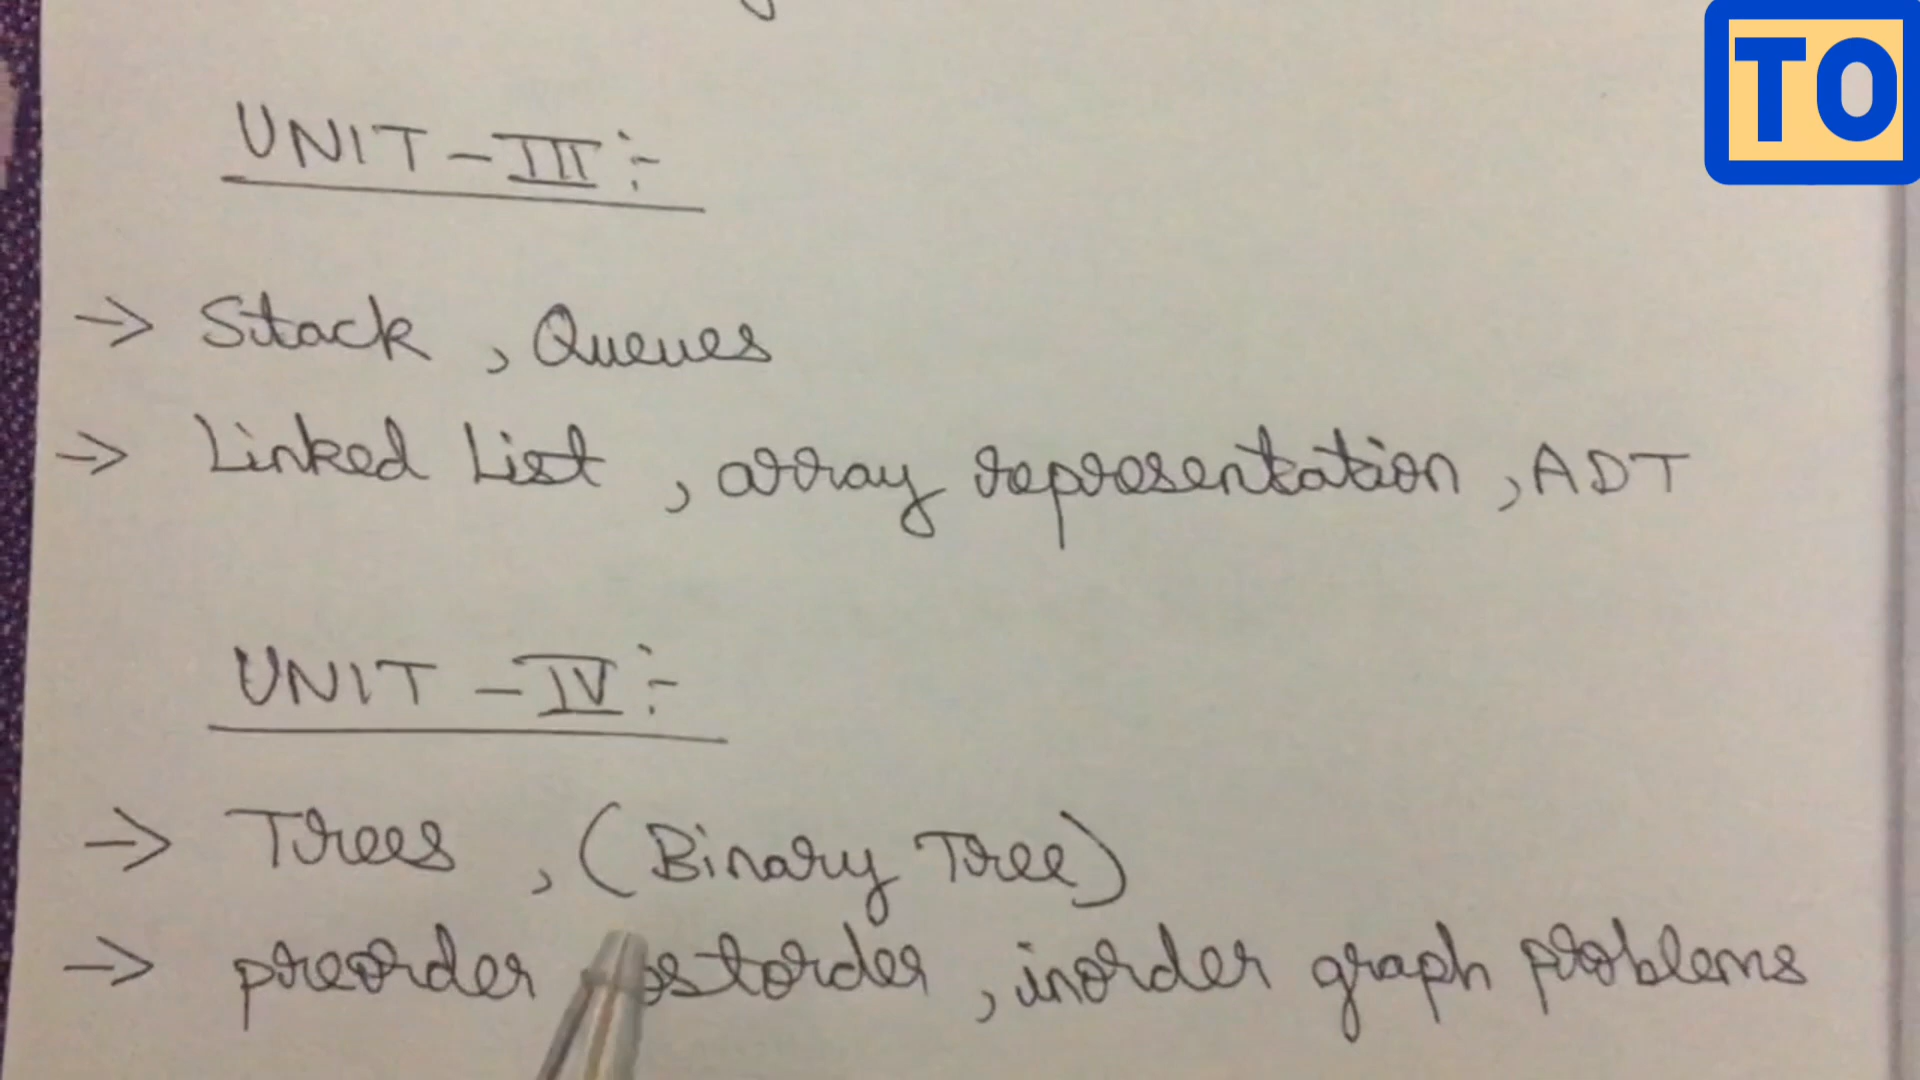 TO
UNIT - III :-
→ Stack , Queues
→ Linked List , array representation , ADT
UNIT - IV :-
→ Trees , (Binary Tree)
→ preorder ostorder , inorder graph problems